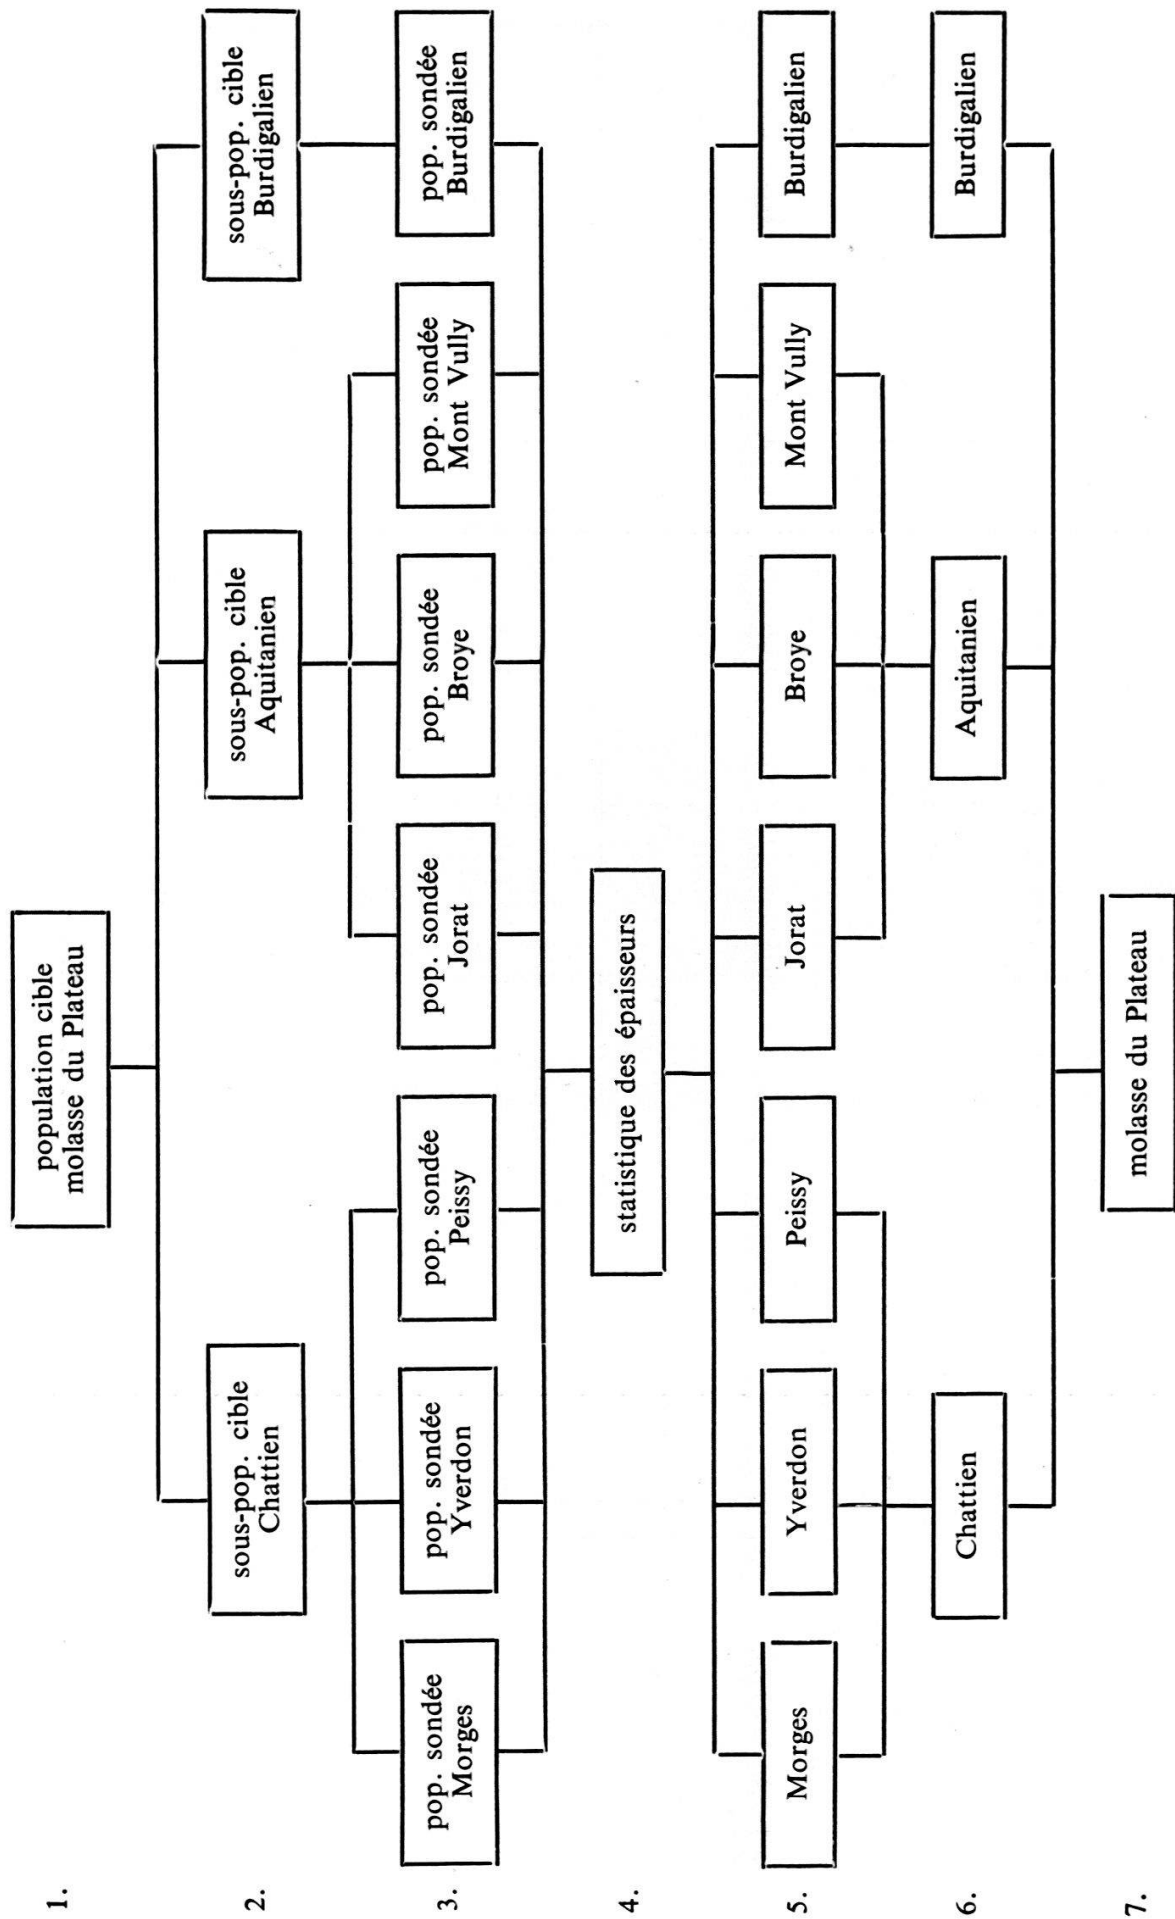 1.
population cible
molasse du Plateau
2.
sous-pop. cible
Chattien
sous-pop. cible
Aquitanien
sous-pop. cible
Burdigalien
3.
pop. sondée
Morges
pop. sondée
Yverdon
pop. sondée
Peissy
pop. sondée
Jorat
pop. sondée
Broye
pop. sondée
Mont Vully
pop. sondée
Burdigalien
4.
statistique des épaisseurs
5.
Morges
Yverdon
Peissy
Jorat
Broye
Mont Vully
Burdigalien
6.
Chattien
Aquitanien
Burdigalien
7.
molasse du Plateau